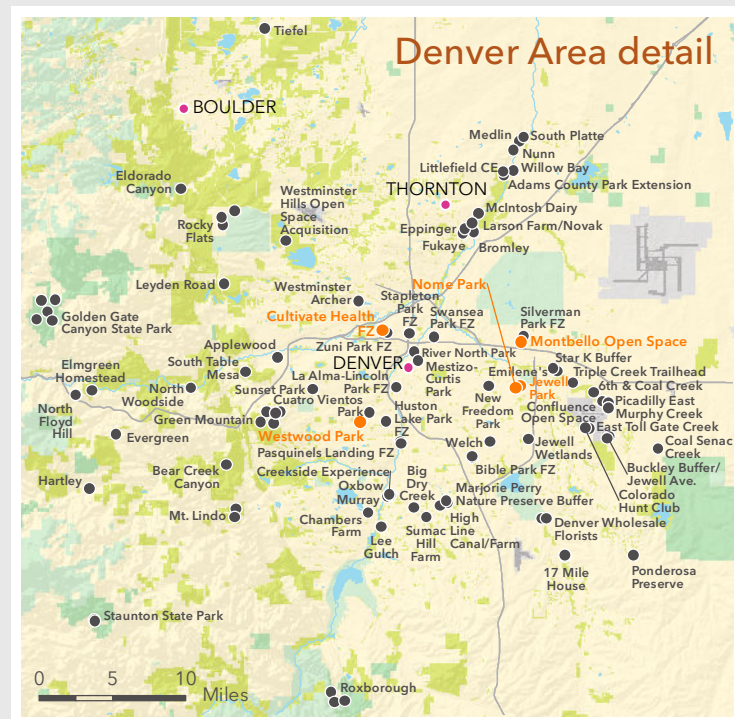 Tiefel
Denver Area detail
BOULDER
Medlin
South Platte
Nunn
Littlefield CE
Willow Bay
Adams County Park Extension
Eldorado
Canyon
THORNTON
Westminster
Hills Open
Space
Acquisition
McIntosh Dairy
Rocky
Flats
Eppinger
Larson Farm/Novak
Fukaye
Bromley
Nome Park
Leyden Road
Westminster
Archer
Stapleton
Park
FZ
Swansea
Park FZ
Silverman
Park FZ
Golden Gate
Canyon State Park
Cultivate Health
FZ
Montbello Open Space
Applewood
Zuni Park FZ
DENVER
River North Park
Mestizo-
Curtis
Park
Emilene's
Star K Buffer
Triple Creek Trailhead
Elmgreen
Homestead
South Table
Mesa
La Alma-Lincoln
Park FZ
Jewell
Park
6th & Coal Creek
North
Woodside
Sunset Park
Cuatro Vientos
Park
Huston
Lake Park
FZ
New
Freedom
Park
Confluence
Open Space
Picadilly East
Murphy Creek
North
Floyd
Hill
Green Mountain
East Toll Gate Creek
Evergreen
Westwood Park
Pasquinels Landing FZ
Welch
Jewell
Wetlands
Coal Senac
Creek
Bear Creek
Canyon
Creekside Experience
Big
Dry
Creek
Bible Park FZ
Buckley Buffer/
Jewell Ave.
Hartley
Oxbow
Murray
Marjorie Perry
Nature Preserve Buffer
Colorado
Hunt Club
Mt. Lindo
Chambers
Farm
Lee
Gulch
Sumac
Hill
Farm
High
Line
Canal/Farm
Denver Wholesale
Florists
17 Mile
House
Ponderosa
Preserve
Staunton State Park
Roxborough
0 5 10
Miles